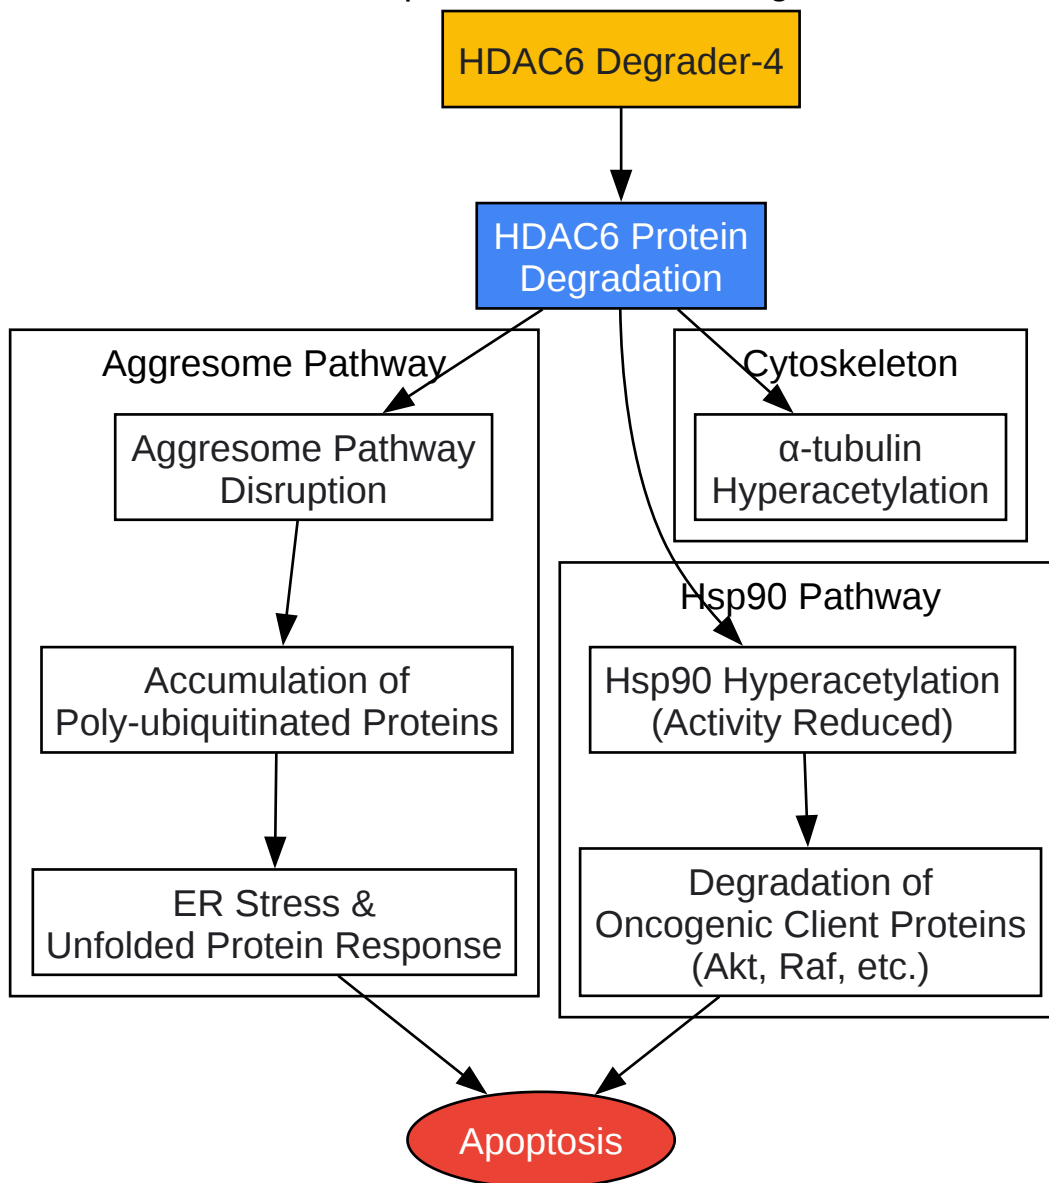 HDAC6 Degrader-4
HDAC6 Protein
Degradation
Aggresome Pathway
Aggresome Pathway
Disruption
Accumulation of
Poly-ubiquitinated Proteins
ER Stress &
Unfolded Protein Response
Cytoskeleton
α-tubulin
Hyperacetylation
Hsp90 Pathway
Hsp90 Hyperacetylation
(Activity Reduced)
Degradation of
Oncogenic Client Proteins
(Akt, Raf, etc.)
Apoptosis